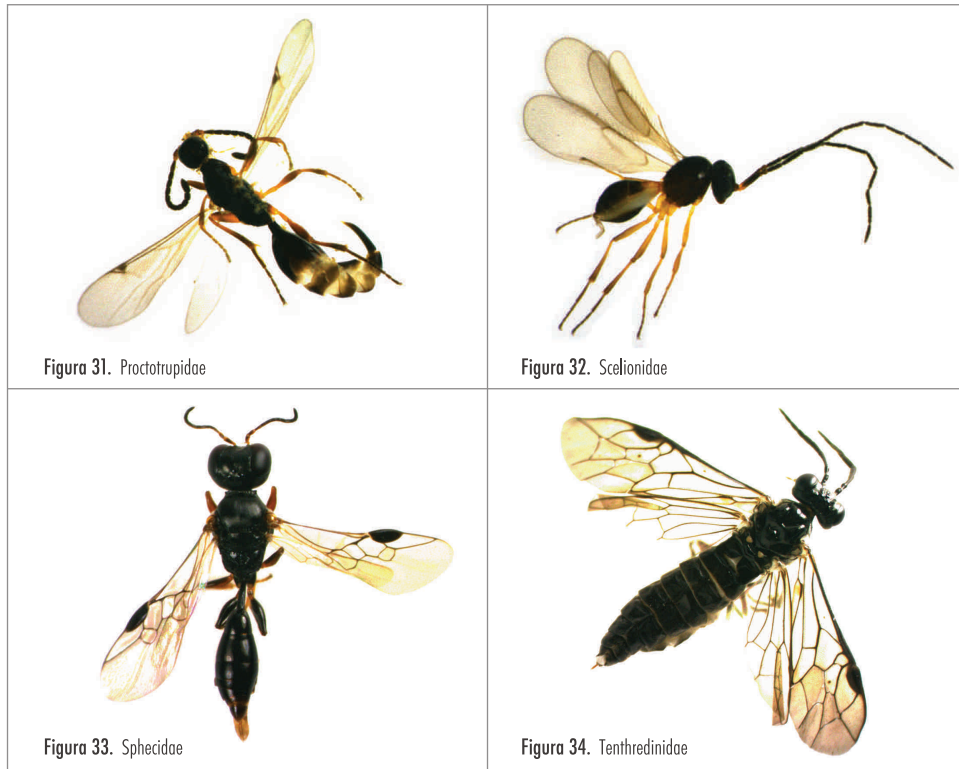 Figura 31. Proctotrupidae
Figura 32. Scelionidae
Figura 33. Sphecidae
Figura 34. Tenthredinidae